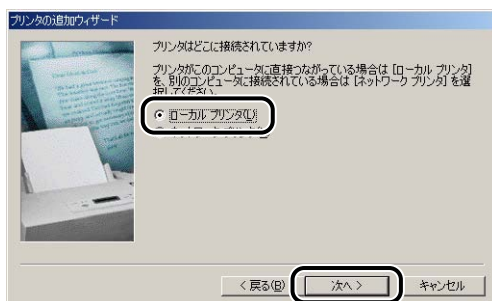 プリンタの追加ウィザード
プリンタはどこに接続されていますか?
プリンタがこのコンピュータに直接つながっている場合は [ローカル プリンタ]
を、別のコンピュータに接続されている場合は [ネットワーク プリンタ] を選
択してください。
ローカル プリンタ(L)
< 戻る(B)
次へ >
キャンセル